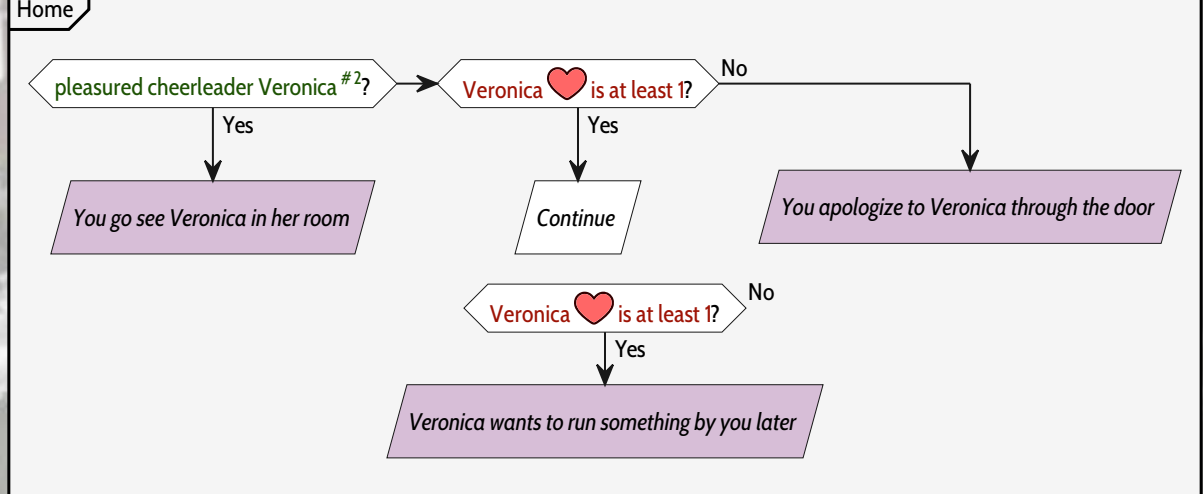 Home
pleasured cheerleader Veronica #2?
Yes
You go see Veronica in her room
Veronica is at least 1?
Yes
No
Continue
You apologize to Veronica through the door
Veronica is at least 1?
No
Yes
Veronica wants to run something by you later